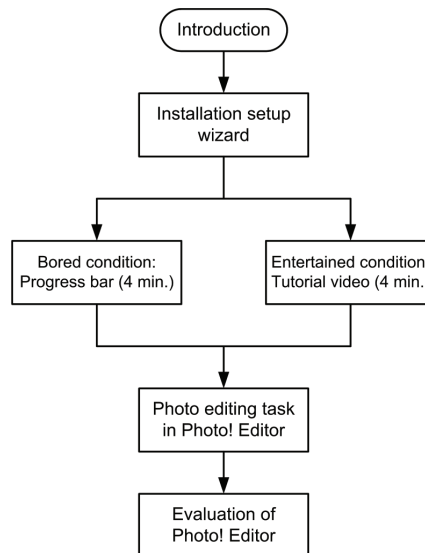 Introduction
Installation setup
wizard
Bored condition:
Progress bar (4 min.)
Entertained condition
Tutorial video (4 min.
Photo editing task
in Photo! Editor
Evaluation of
Photo! Editor